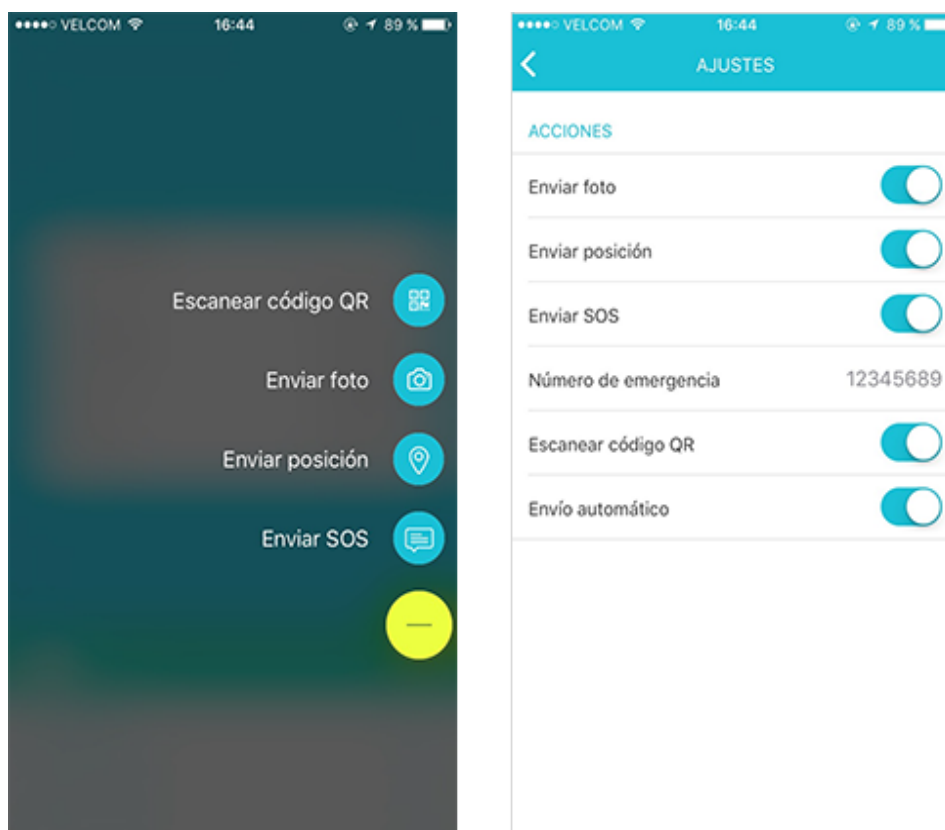 VELCOM 16:44 89 %
Escanear código QR
Enviar foto
Enviar posición
Enviar SOS
VELCOM 16:44 89 %
AJUSTES
ACCIONES
Enviar foto
Enviar posición
Enviar SOS
Número de emergencia 12345689
Escanear código QR
Envío automático